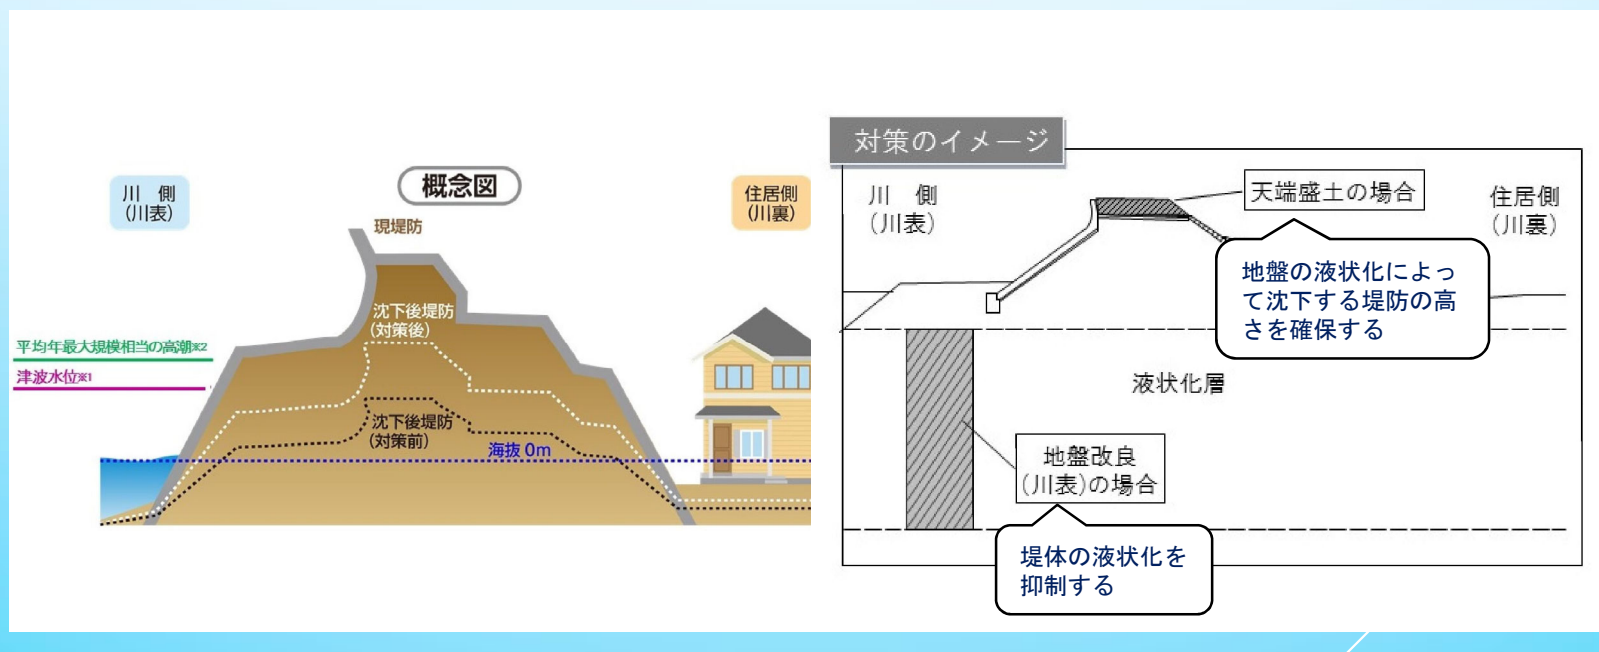 概念図
川　側
（川表）
住居側
（川裏）
現堤防
沈下後堤防
（対策後）
平均年最大規模相当の高潮※2
津波水位※1
沈下後堤防
（対策前）
海抜 0m
対策のイメージ
川　側
（川表）
天端盛土の場合
住居側
（川裏）
地盤の液状化によっ
て沈下する堤防の高
さを確保する
液状化層
地盤改良
(川表)の場合
堤体の液状化を
抑制する